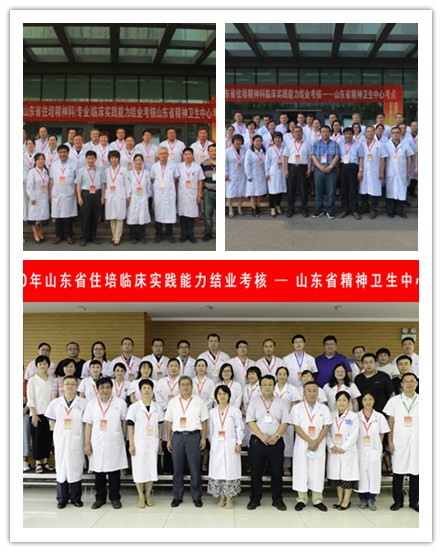 山东省住培精神科(专业)临床实践能力结业考核山东省精神卫生中心考
东省住培精神科临床实践能力结业考核——山东省精神卫生中心考点
0年山东省住培临床实践能力结业考核 — 山东省精神卫生中心